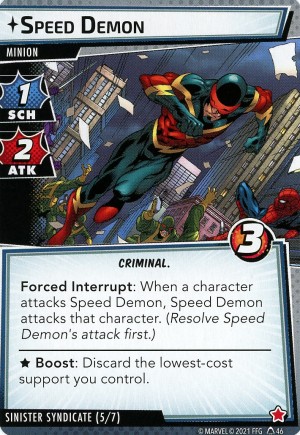 SPEED DEMON
MINION
1
SCH
2
ATK
3
CRIMINAL.
Forced Interrupt: When a character
attacks Speed Demon, Speed Demon
attacks that character. (Resolve Speed
Demon's attack first.)
★ Boost: Discard the lowest-cost
support you control.
SINISTER SYNDICATE (5/7)
© MARVEL © 2021 FFG 46